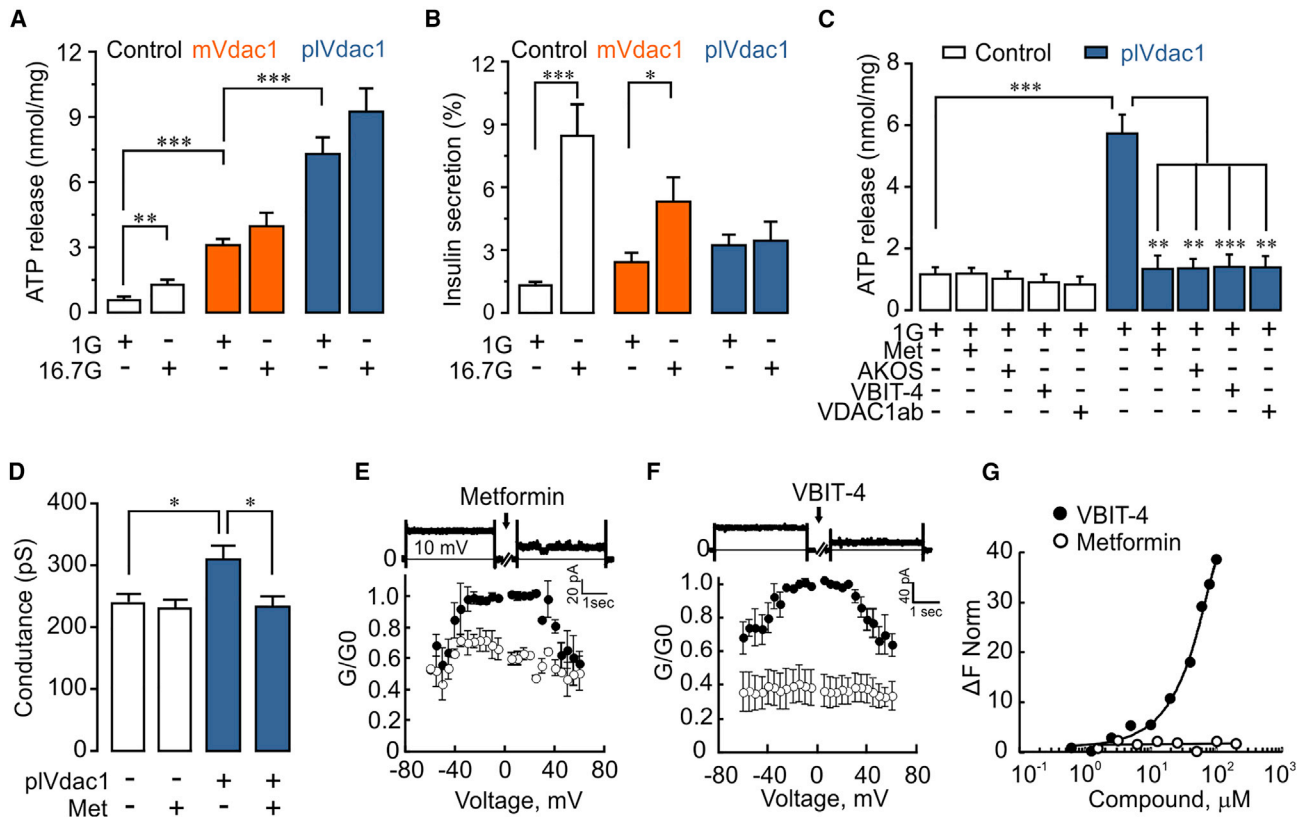 A
Control mVdac1 plVdac1
12
9
6
3
0
ATP release (nmol/mg)
***
***
**
1G + - + - + -
16.7G - + - + - +
B
Control mVdac1 plVdac1
12
9
6
3
0
Insulin secretion (%)
***
*
1G + - + - + -
16.7G - + - + - +
C
Control plVdac1
8
6
4
2
0
ATP release (nmol/mg)
***
** ** *** **
1G + + + + + + + + + +
Met - + - - - - + - - -
AKOS - - + - - - - + - -
VBIT-4 - - - + - - - - + -
VDAC1ab - - - - + - - - - +
D
400
300
200
100
0
Condutance (pS)
* *
plVdac1 - - + +
Met - + - +
E
Metformin
0
10 mV
20 pA
1sec
1.0
0.8
0.6
0.4
0.2
0
G/G0
-80 -40 0 40 80
Voltage, mV
F
VBIT-4
0
40 pA
1 sec
1.0
0.8
0.6
0.4
0.2
0
G/G0
-80 -40 0 40 80
Voltage, mV
G
VBIT-4
Metformin
40
30
20
10
0
ΔF Norm
10⁻¹ 10⁰ 10¹ 10² 10³
Compound, μM